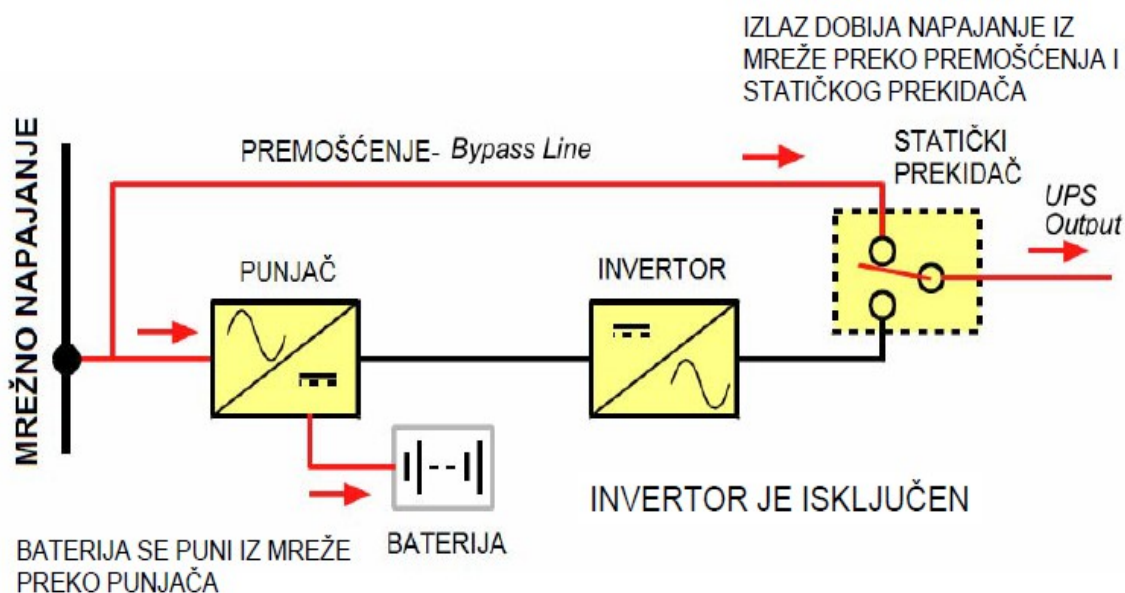 IZLAZ DOBIJA NAPAJANJE IZ
MREŽE PREKO PREMOŠĆENJA I
STATIČKOG PREKIDAČA
MREŽNO NAPAJANJE
PREMOŠĆENJE- Bypass Line
STATIČKI
PREKIDAČ
UPS
Output
PUNJAČ
INVERTOR
INVERTOR JE ISKLJUČEN
BATERIJA
BATERIJA SE PUNI IZ MREŽE
PREKO PUNJAČA